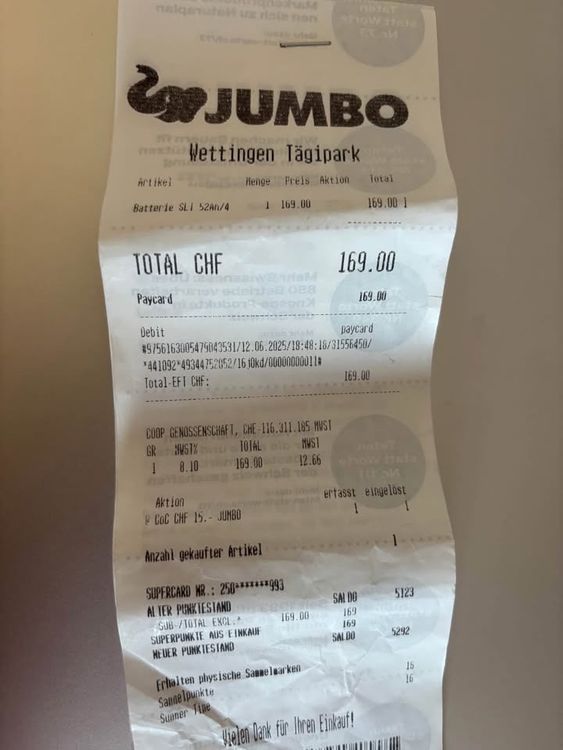 JUMBO
Wettingen Tägipark
Artikel Menge Preis Aktion Total
Batterie SLI 52Ah/4 1 169.00 169.00 1
TOTAL CHF 169.00
Paycard 169.00
Debit paycard
Total-EFT CHF: 169.00
COOP GENOSSENSCHAFT, CHE-116.311.185 MWST
GR MWST% TOTAL MWST
1 8.10 169.00 12.66
Aktion erfasst eingelöst
@ CoC CHF 15.- JUMBO 1 1
Anzahl gekaufter Artikel 1
SUPERCARD NR.: 250*******993
ALTER PUNKTESTAND SALDO 5123
SUB-/TOTAL EXCL.* 169.00 169
SUPERPUNKTE AUS EINKAUF 169
NEUER PUNKTESTAND SALDO 5292
Erhalten physische Sammelmarken
Sammelpunkte 16
Summer Time 16
Vielen Dank für Ihren Einkauf!